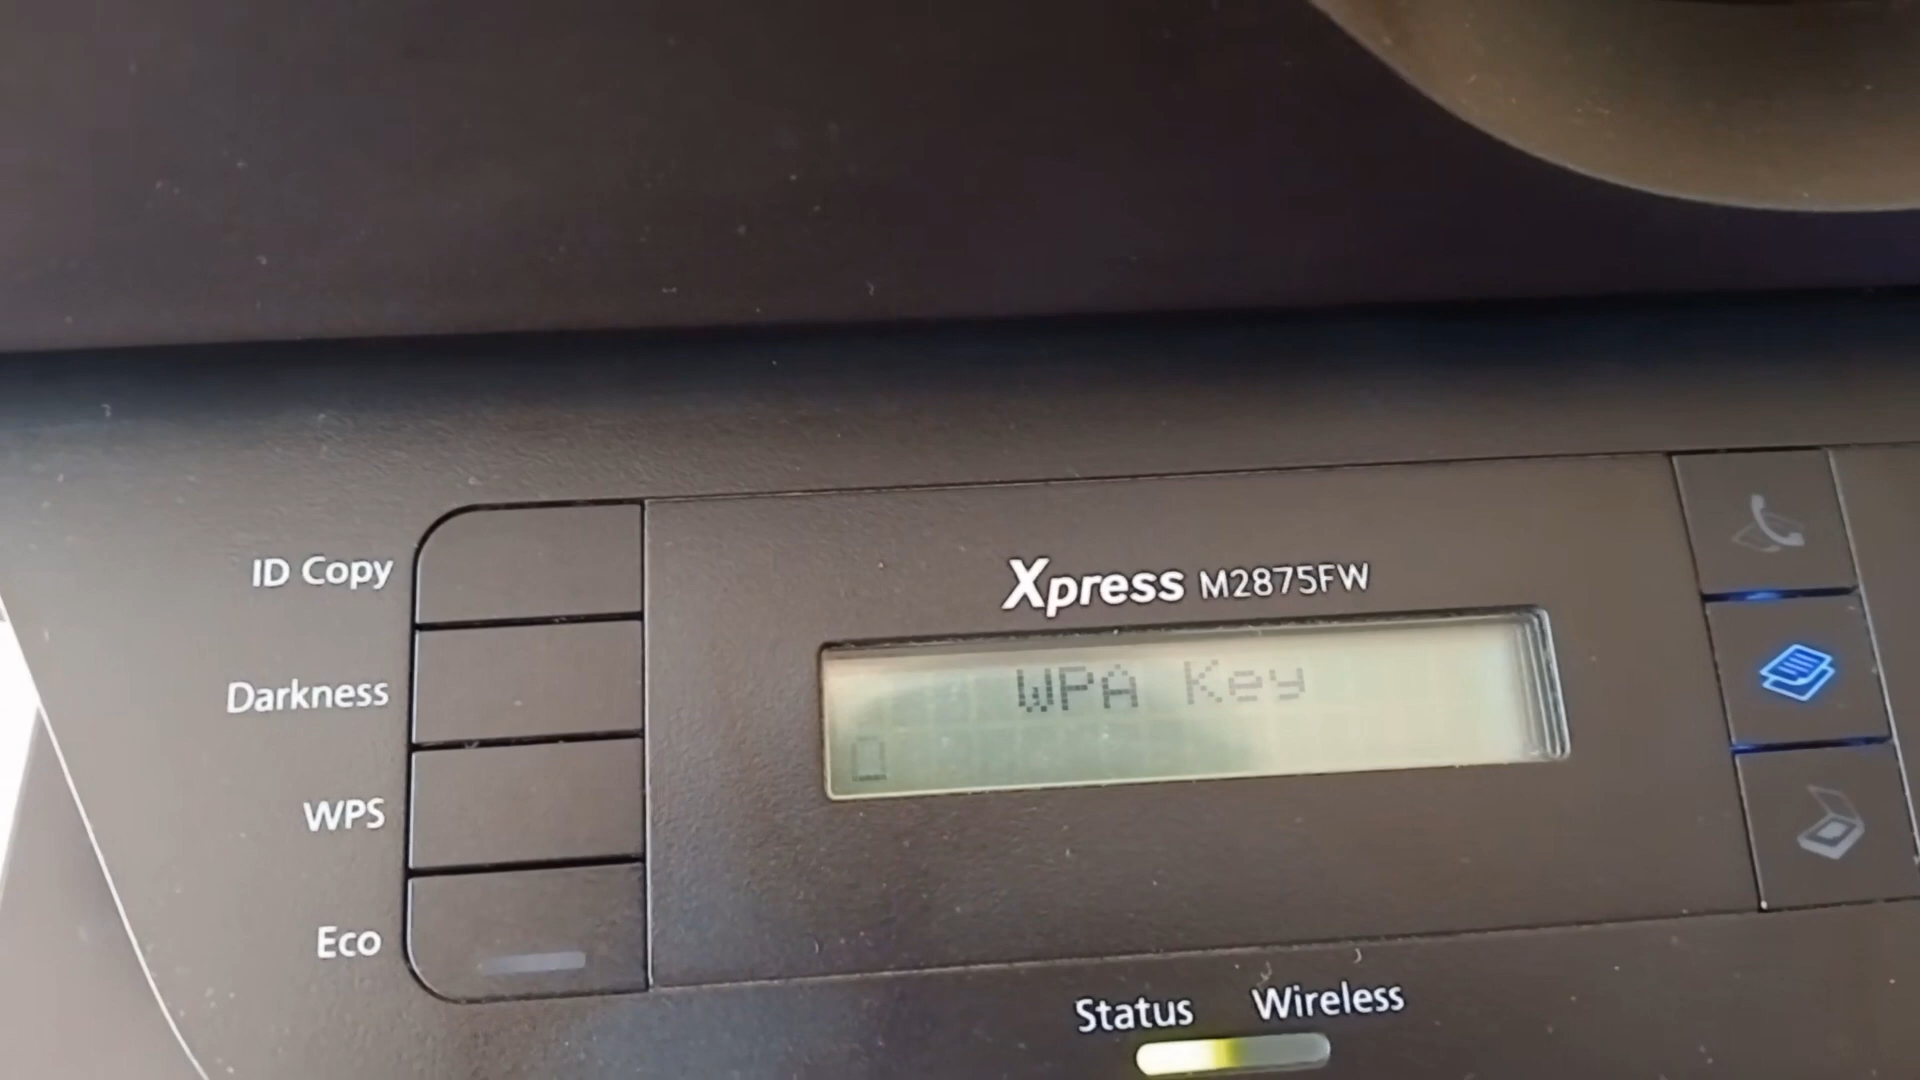 Xpress M2875FW
WPA Key
ID Copy
Darkness
WPS
Eco
Status Wireless